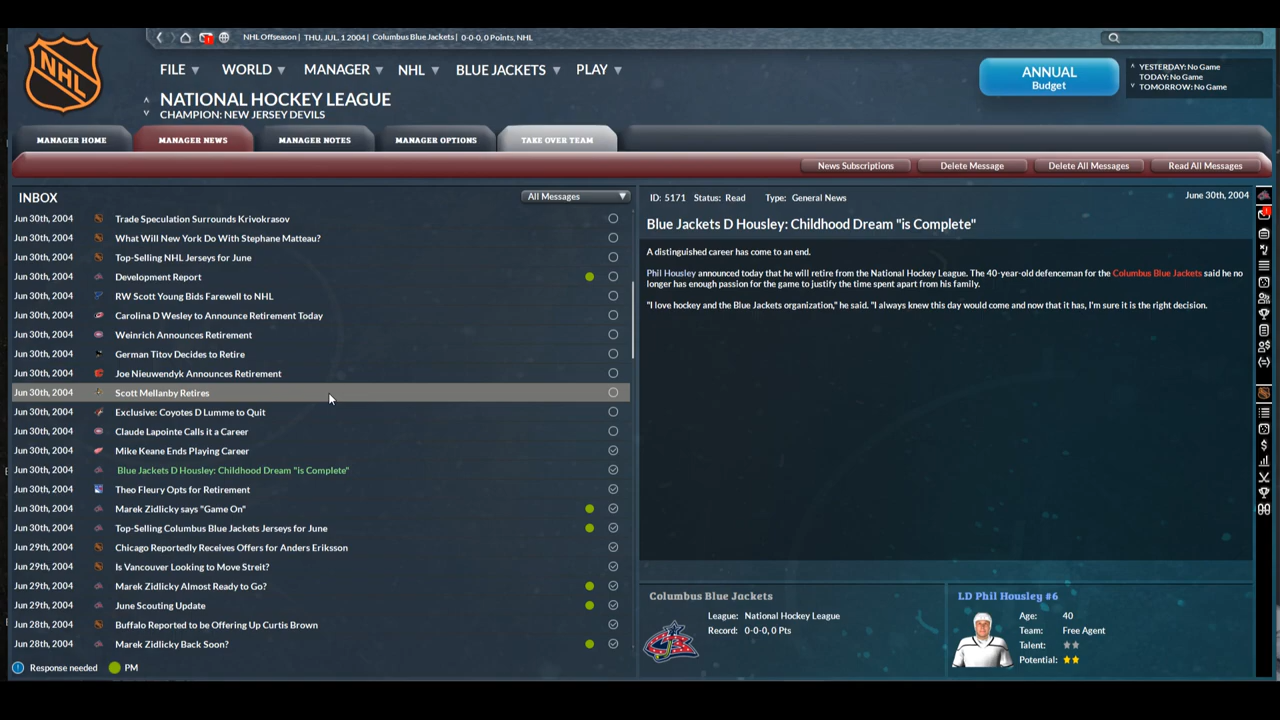 NHL Offseason | THU. JUL. 1 2004 | Columbus Blue Jackets | 0-0-0, 0 Points, NHL
NHL
FILE WORLD MANAGER NHL BLUE JACKETS PLAY
ANNUAL
Budget
YESTERDAY: No Game
TODAY: No Game
TOMORROW: No Game
NATIONAL HOCKEY LEAGUE
CHAMPION: NEW JERSEY DEVILS
MANAGER HOME MANAGER NEWS MANAGER NOTES MANAGER OPTIONS TAKE OVER TEAM
News Subscriptions Delete Message Delete All Messages Read All Messages
INBOX All Messages
Jun 30th, 2004 Trade Speculation Surrounds Krivokrasov
Jun 30th, 2004 What Will New York Do With Stephane Matteau?
Jun 30th, 2004 Top-Selling NHL Jerseys for June
Jun 30th, 2004 Development Report
Jun 30th, 2004 RW Scott Young Bids Farewell to NHL
Jun 30th, 2004 Carolina D Wesley to Announce Retirement Today
Jun 30th, 2004 Weinrich Announces Retirement
Jun 30th, 2004 German Titov Decides to Retire
Jun 30th, 2004 Joe Nieuwendyk Announces Retirement
Jun 30th, 2004 Scott Mellanby Retires
Jun 30th, 2004 Exclusive: Coyotes D Lumme to Quit
Jun 30th, 2004 Claude Lapointe Calls it a Career
Jun 30th, 2004 Mike Keane Ends Playing Career
Jun 30th, 2004 Blue Jackets D Housley: Childhood Dream "is Complete"
Jun 30th, 2004 Theo Fleury Opts for Retirement
Jun 30th, 2004 Marek Zidlicky says "Game On"
Jun 30th, 2004 Top-Selling Columbus Blue Jackets Jerseys for June
Jun 29th, 2004 Chicago Reportedly Receives Offers for Anders Eriksson
Jun 29th, 2004 Is Vancouver Looking to Move Streit?
Jun 29th, 2004 Marek Zidlicky Almost Ready to Go?
Jun 29th, 2004 June Scouting Update
Jun 28th, 2004 Buffalo Reported to be Offering Up Curtis Brown
Jun 28th, 2004 Marek Zidlicky Back Soon?
Response needed PM
ID: 5171 Status: Read Type: General News June 30th, 2004
Blue Jackets D Housley: Childhood Dream "is Complete"
A distinguished career has come to an end.
Phil Housley announced today that he will retire from the National Hockey League. The 40-year-old defenceman for the Columbus Blue Jackets said he no
longer has enough passion for the game to justify the time spent apart from his family.
"I love hockey and the Blue Jackets organization," he said. "I always knew this day would come and now that it has, I'm sure it is the right decision.
Columbus Blue Jackets
League: National Hockey League
Record: 0-0-0, 0 Pts
LD Phil Housley #6
Age: 40
Team: Free Agent
Talent:
Potential: